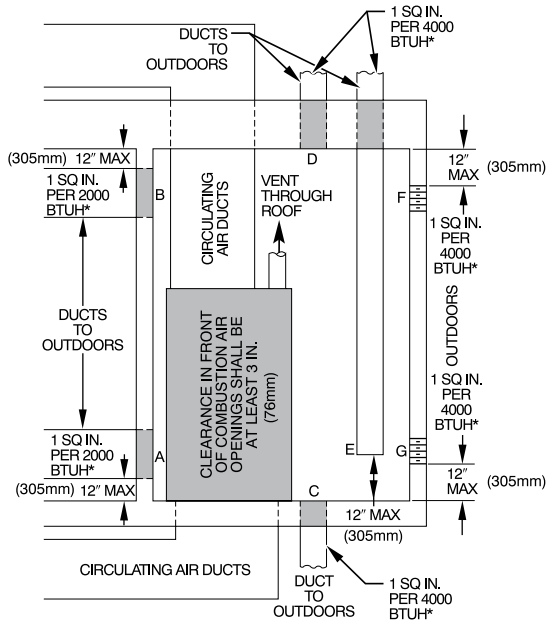 DUCTS
TO
OUTDOORS
1 SQ IN.
PER 4000
BTUH*
(305mm)
12" MAX
1 SQ IN.
PER 2000
BTUH*
B
D
CIRCULATING
AIR DUCTS
VENT
THROUGH
ROOF
F
12"
MAX
(305mm)
1 SQ IN.
PER
4000
BTUH*
OUTDOORS
DUCTS
TO
OUTDOORS
CLEARANCE IN FRONT
OF COMBUSTION AIR
OPENINGS SHALL BE
AT LEAST 3 IN.
(76mm)
1 SQ IN.
PER
4000
BTUH*
1 SQ IN.
PER 2000
BTUH*
A
E
G
(305mm)
12" MAX
C
12" MAX
(305mm)
12"
MAX
(305mm)
CIRCULATING AIR DUCTS
DUCT
TO
OUTDOORS
1 SQ IN.
PER 4000
BTUH*